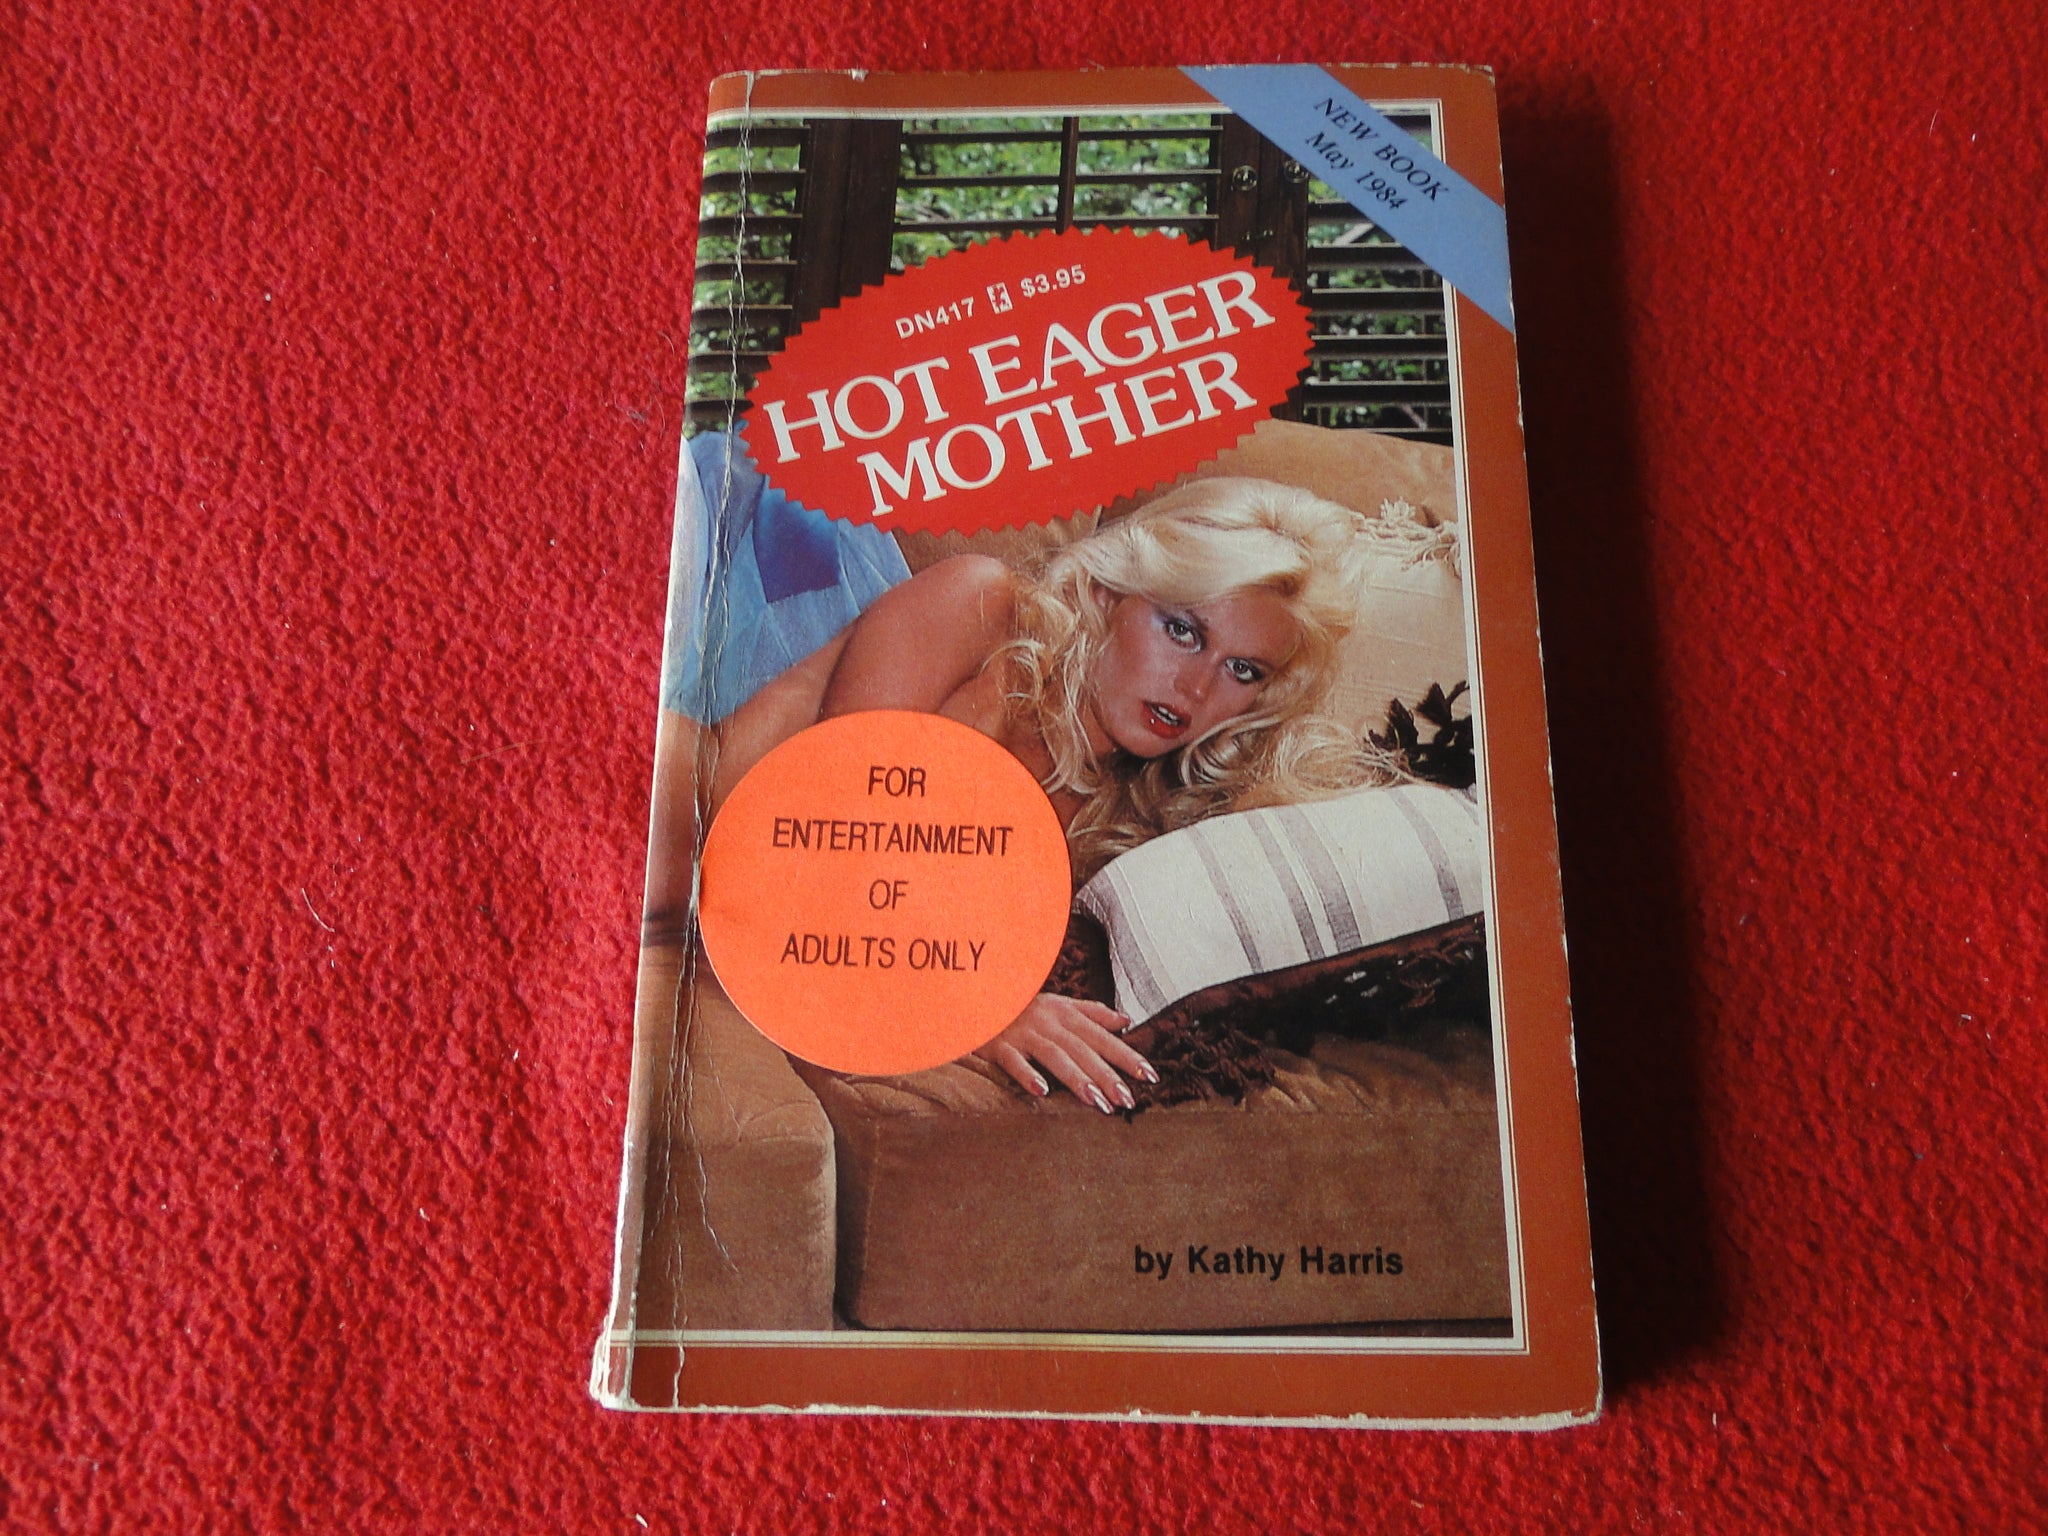 NEW BOOK
May 1984
DN417 $3.95
HOT EAGER
MOTHER
FOR
ENTERTAINMENT
OF
ADULTS ONLY
by Kathy Harris